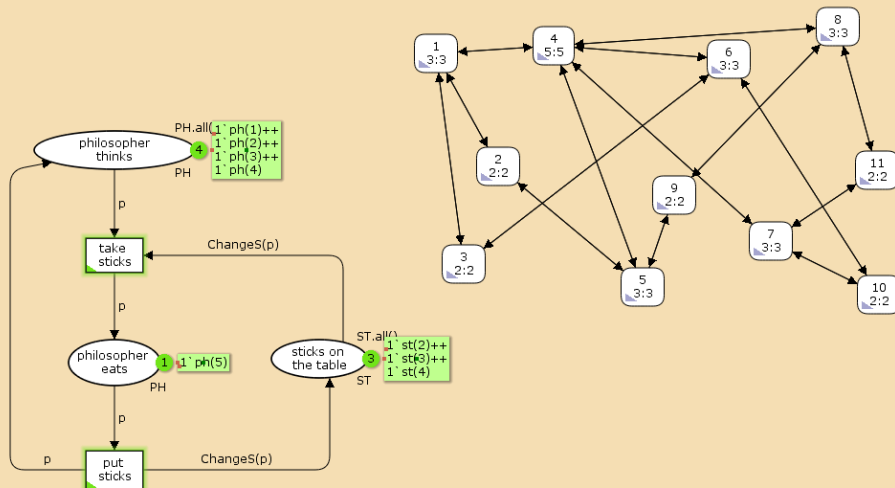 PH.all()
philosopher
thinks
4
1`ph(1)++
1`ph(2)++
1`ph(3)++
1`ph(4)
PH
p
take
sticks
ChangeS(p)
p
philosopher
eats
1
1`ph(5)
PH
ST.all()
sticks on
the table
3
1`st(2)++
1`st(3)++
1`st(4)
ST
p
p
put
sticks
ChangeS(p)
1
3:3
4
5:5
6
3:3
8
3:3
2
2:2
9
2:2
11
2:2
3
2:2
5
3:3
7
3:3
10
2:2